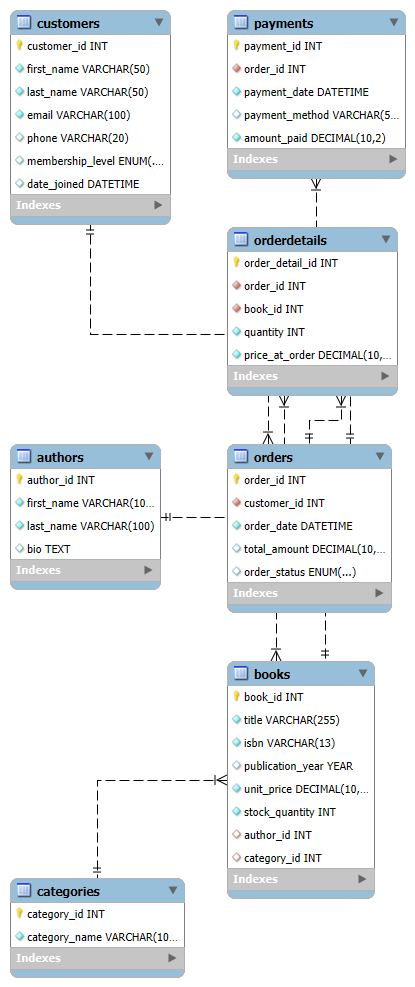 customers
customer_id INT
first_name VARCHAR(50)
last_name VARCHAR(50)
email VARCHAR(100)
phone VARCHAR(20)
membership_level ENUM(....
date_joined DATETIME
Indexes
payments
payment_id INT
order_id INT
payment_date DATETIME
payment_method VARCHAR(5...
amount_paid DECIMAL(10,2)
Indexes
orderdetails
order_detail_id INT
order_id INT
book_id INT
quantity INT
price_at_order DECIMAL(10,...
Indexes
authors
author_id INT
first_name VARCHAR(10...
last_name VARCHAR(100)
bio TEXT
Indexes
orders
order_id INT
customer_id INT
order_date DATETIME
total_amount DECIMAL(10,...
order_status ENUM(...)
Indexes
books
book_id INT
title VARCHAR(255)
isbn VARCHAR(13)
publication_year YEAR
unit_price DECIMAL(10,...
stock_quantity INT
author_id INT
category_id INT
Indexes
categories
category_id INT
category_name VARCHAR(10...
Indexes